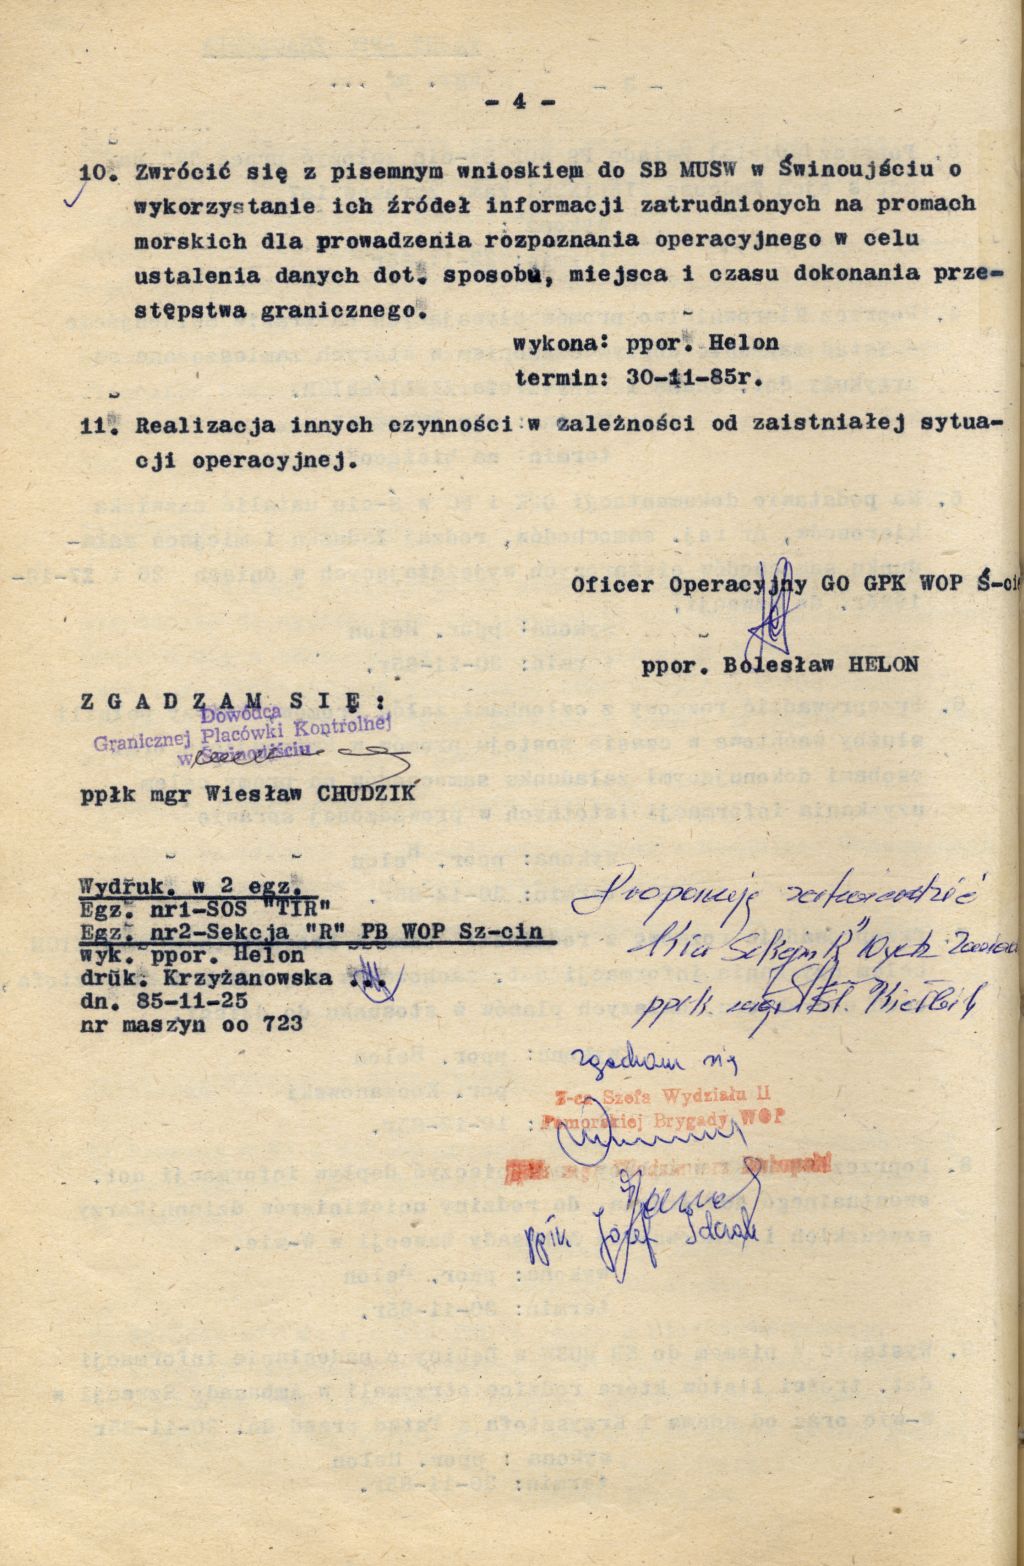 - 4 -
10. Zwrócić się z pisemnym wnioskiem do SB MUSW w Świnoujściu o
wykorzystanie ich źródeł informacji zatrudnionych na promach
morskich dla prowadzenia rozpoznania operacyjnego w celu
ustalenia danych dot. sposobu, miejsca i czasu dokonania prze-
stępstwa granicznego.
wykona: ppor. Helon
termin: 30-11-85r.
11. Realizacja innych czynności w zależności od zaistniałej sytua-
cji operacyjnej.
Oficer Operacyjny GO GPK WOP Ś-cie
ppor. Bolesław HELON
Z G A D Z A M   S I Ę :
Dowódca
Granicznej Placówki Kontrolnej
w Świnoujściu
ppłk mgr Wiesław CHUDZIK
Wydruk. w 2 egz.
Egz. nr1-SOS "TIR"
Egz. nr2-Sekcja "R" PB WOP Sz-cin
wyk. ppor. Helon
druk. Krzyżanowska ...
dn. 85-11-25
nr maszyn oo 723
Proponuję zatwierdzić
ppłk. mgr
zgadzam się
Z-ca Szefa Wydziału II
Pomorskiej Brygady WOP
ppłk Józef